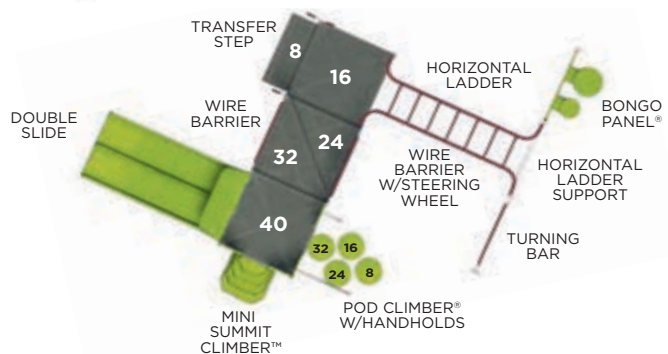 TRANSFER
STEP
8
16
HORIZONTAL
LADDER
BONGO
PANEL®
DOUBLE
SLIDE
WIRE
BARRIER
32
24
WIRE
BARRIER
W/STEERING
WHEEL
HORIZONTAL
LADDER
SUPPORT
40
TURNING
BAR
32
16
24
8
POD CLIMBER®
W/HANDHOLDS
MINI
SUMMIT
CLIMBER™